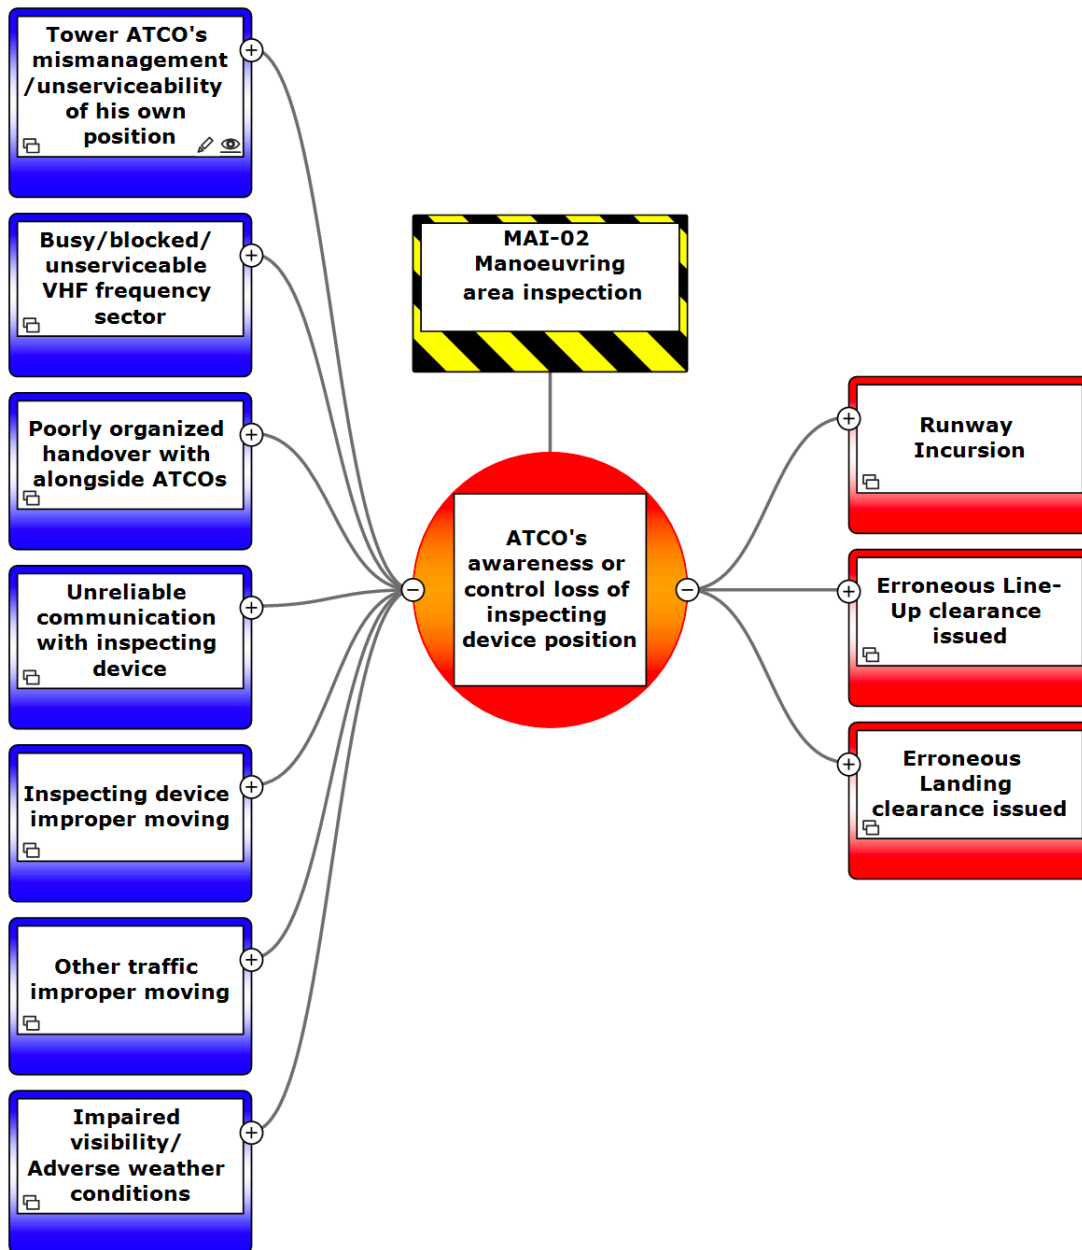 Tower ATCO's
mismanagement
/unserviceability
of his own
position
Busy/blocked/
unserviceable
VHF frequency
sector
Poorly organized
handover with
alongside ATCOs
Unreliable
communication
with inspecting
device
Inspecting device
improper moving
Other traffic
improper moving
Impaired
visibility/
Adverse weather
conditions
MAI-02
Manoeuvring
area inspection
ATCO's
awareness or
control loss of
inspecting
device position
Runway
Incursion
Erroneous Line-
Up clearance
issued
Erroneous
Landing
clearance issued